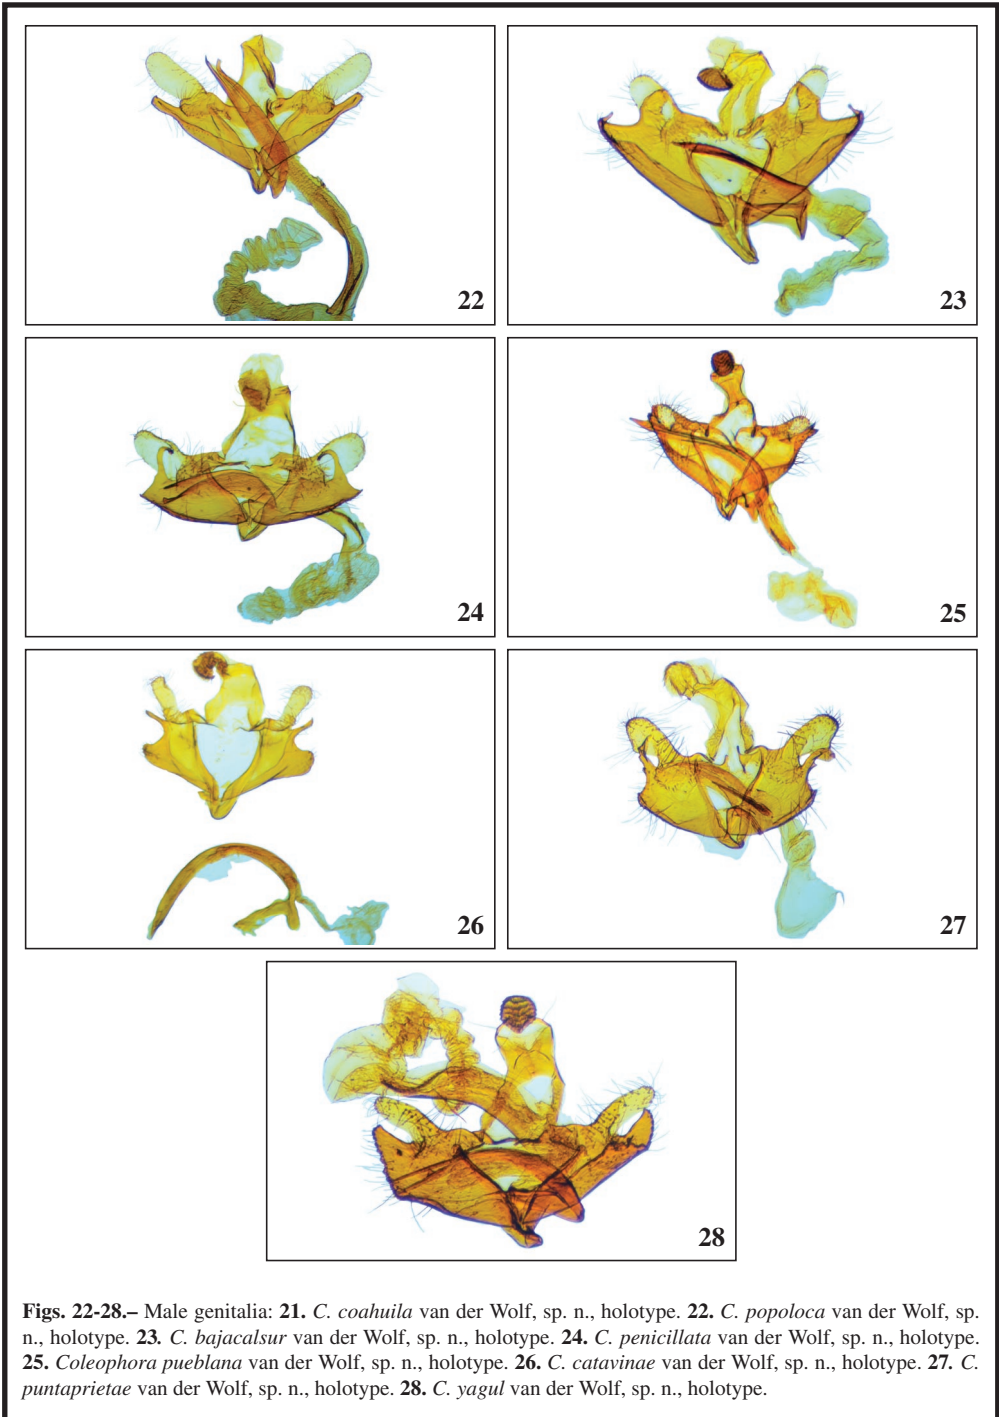 22
23
24
25
26
27
28
Figs. 22-28.– Male genitalia: 21. C. coahuila van der Wolf, sp. n., holotype. 22. C. popoloca van der Wolf, sp.
n., holotype. 23. C. bajacalsur van der Wolf, sp. n., holotype. 24. C. penicillata van der Wolf, sp. n., holotype.
25. Coleophora pueblana van der Wolf, sp. n., holotype. 26. C. catavinae van der Wolf, sp. n., holotype. 27. C.
puntaprietae van der Wolf, sp. n., holotype. 28. C. yagul van der Wolf, sp. n., holotype.